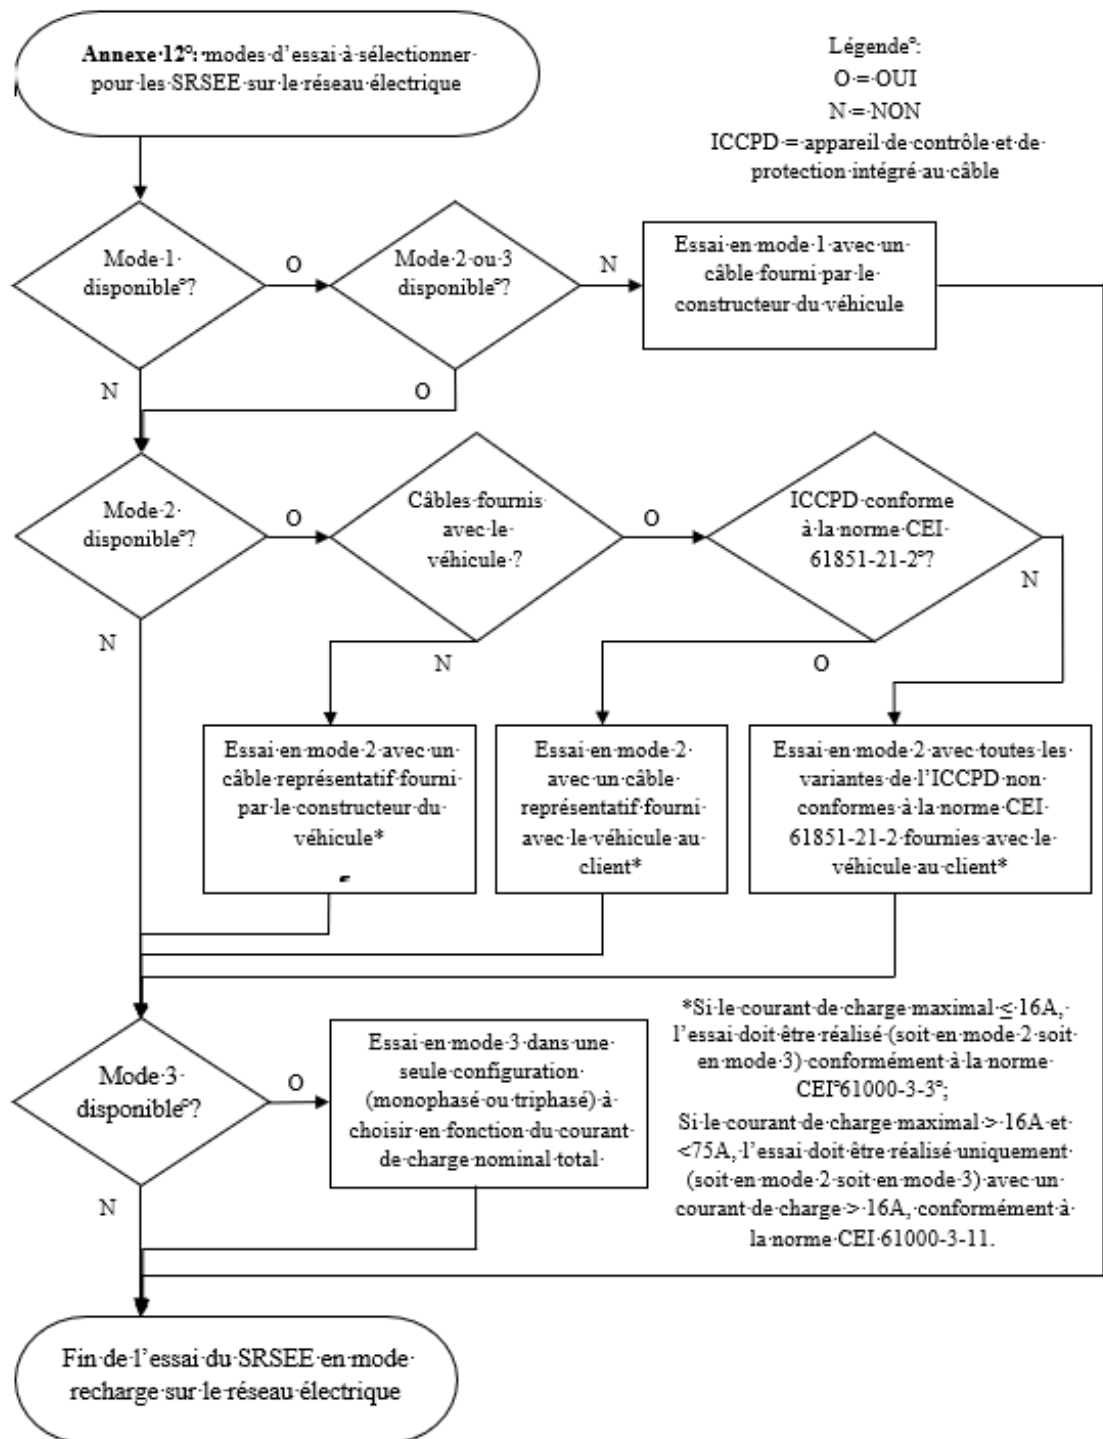 Annexe·12°:·modes·d'essai·à·sélectionner·
pour·les·SRSEE·sur·le·réseau·électrique
Légende°:
O·=·OUI
N·=·NON
ICCPD·=·appareil·de·contrôle·et·de·
protection·intégré·au·câble
Mode·1·
disponible°?
O
Mode·2·ou·3
disponible°?
N
Essai·en·mode·1·avec·un·
câble·fourni·par·le·
constructeur·du·véhicule
N
O
Mode·2·
disponible°?
O
Câbles·fournis·
avec·le·
véhicule·?
O
ICCPD·conforme
à·la·norme·CEI·
61851-21-2°?
N
N
N
O
Essai·en·mode·2·avec·un·
câble·représentatif·fourni·
par·le·constructeur·du·
véhicule*
Essai·en·mode·2·
avec·un·câble·
représentatif·fourni·
avec·le·véhicule·au·
client*
Essai·en·mode·2·avec·toutes·les·
variantes·de·l'ICCPD·non·
conformes·à·la·norme·CEI·
61851-21-2·fournies·avec·le·
véhicule·au·client*
Mode·3·
disponible°?
O
Essai·en·mode·3·dans·une·
seule·configuration·
(monophasé·ou·triphasé)·à·
choisir·en·fonction·du·courant·
de·charge·nominal·total·
N
*Si·le·courant·de·charge·maximal·≤·16A,·
l'essai·doit·être·réalisé·(soit·en·mode·2·soit·
en·mode·3)·conformément·à·la·norme·
CEI°61000-3-3°;
Si·le·courant·de·charge·maximal·>·16A·et·
<75A,·l'essai·doit·être·réalisé·uniquement·
(soit·en·mode·2·soit·en·mode·3)·avec·un·
courant·de·charge·>·16A,·conformément·à·
la·norme·CEI·61000-3-11.
Fin·de·l'essai·du·SRSEE·en·mode·
recharge·sur·le·réseau·électrique